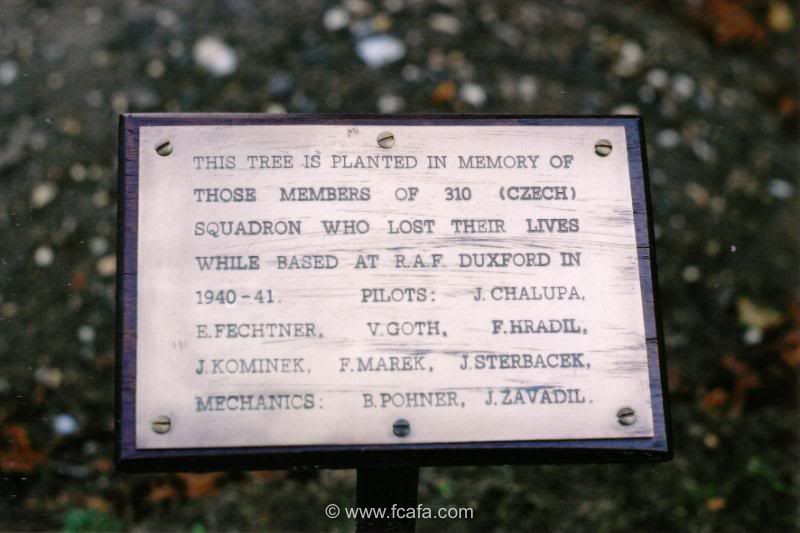 THIS TREE IS PLANTED IN MEMORY OF
THOSE MEMBERS OF 310 (CZECH)
SQUADRON WHO LOST THEIR LIVES
WHILE BASED AT R.A.F. DUXFORD IN
1940-41. PILOTS: J.CHALUPA,
E.FECHTNER, V.GOTH, F.HRADIL,
J.KOMINEK, F.MAREK, J.STERBACEK,
MECHANICS: B.POHNER, J.ZAVADIL.
© www.fcafa.com